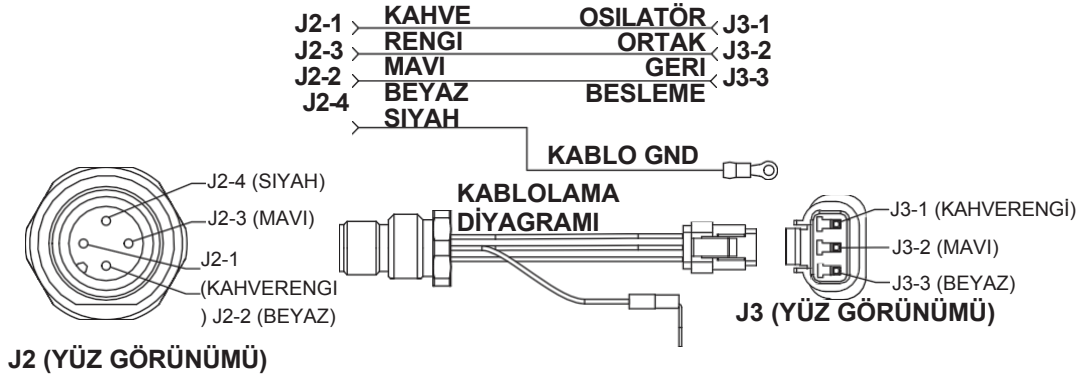 J2-1 KAHVE OSILATÖR J3-1
J2-3 RENGI ORTAK J3-2
J2-2 MAVI GERI J3-3
J2-4 BEYAZ BESLEME
SIYAH
KABLO GND
KABLOLAMA
DİYAGRAMI
J2-4 (SIYAH)
J2-3 (MAVI)
J2-1
(KAHVERENGI
) J2-2 (BEYAZ)
J2 (YÜZ GÖRÜNÜMÜ)
J3-1 (KAHVERENGİ)
J3-2 (MAVI)
J3-3 (BEYAZ)
J3 (YÜZ GÖRÜNÜMÜ)